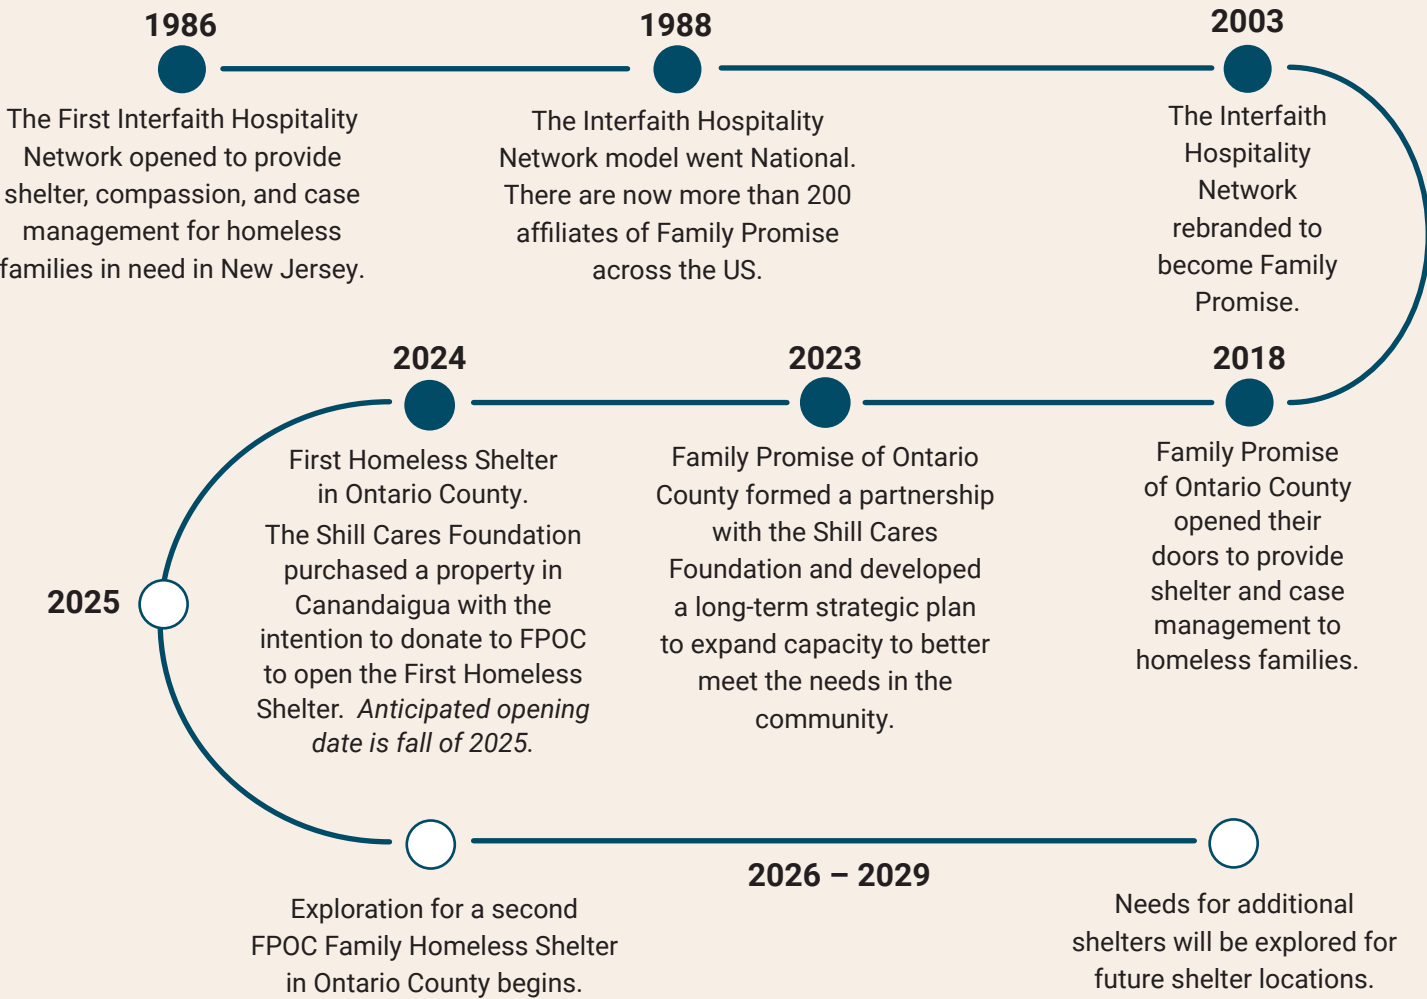 1986
The First Interfaith Hospitality
Network opened to provide
shelter, compassion, and case
management for homeless
families in need in New Jersey.
1988
The Interfaith Hospitality
Network model went National.
There are now more than 200
affiliates of Family Promise
across the US.
2003
The Interfaith
Hospitality
Network
rebranded to
become Family
Promise.
2018
Family Promise
of Ontario County
opened their
doors to provide
shelter and case
management to
homeless families.
2023
Family Promise of Ontario
County formed a partnership
with the Shill Cares
Foundation and developed
a long-term strategic plan
to expand capacity to better
meet the needs in the
community.
2024
First Homeless Shelter
in Ontario County.
The Shill Cares Foundation
purchased a property in
Canandaigua with the
intention to donate to FPOC
to open the First Homeless
Shelter. Anticipated opening
date is fall of 2025.
2025
2026 – 2029
Exploration for a second
FPOC Family Homeless Shelter
in Ontario County begins.
Needs for additional
shelters will be explored for
future shelter locations.